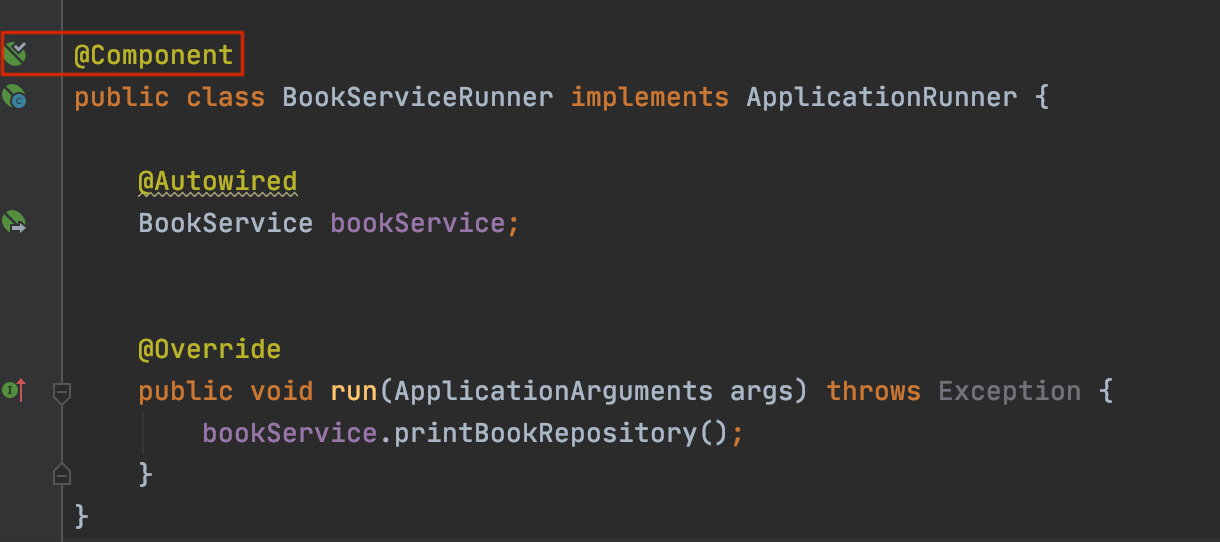 @Component
public class BookServiceRunner implements ApplicationRunner {
@Autowired
BookService bookService;
@Override
public void run(ApplicationArguments args) throws Exception {
bookService.printBookRepository();
}
}